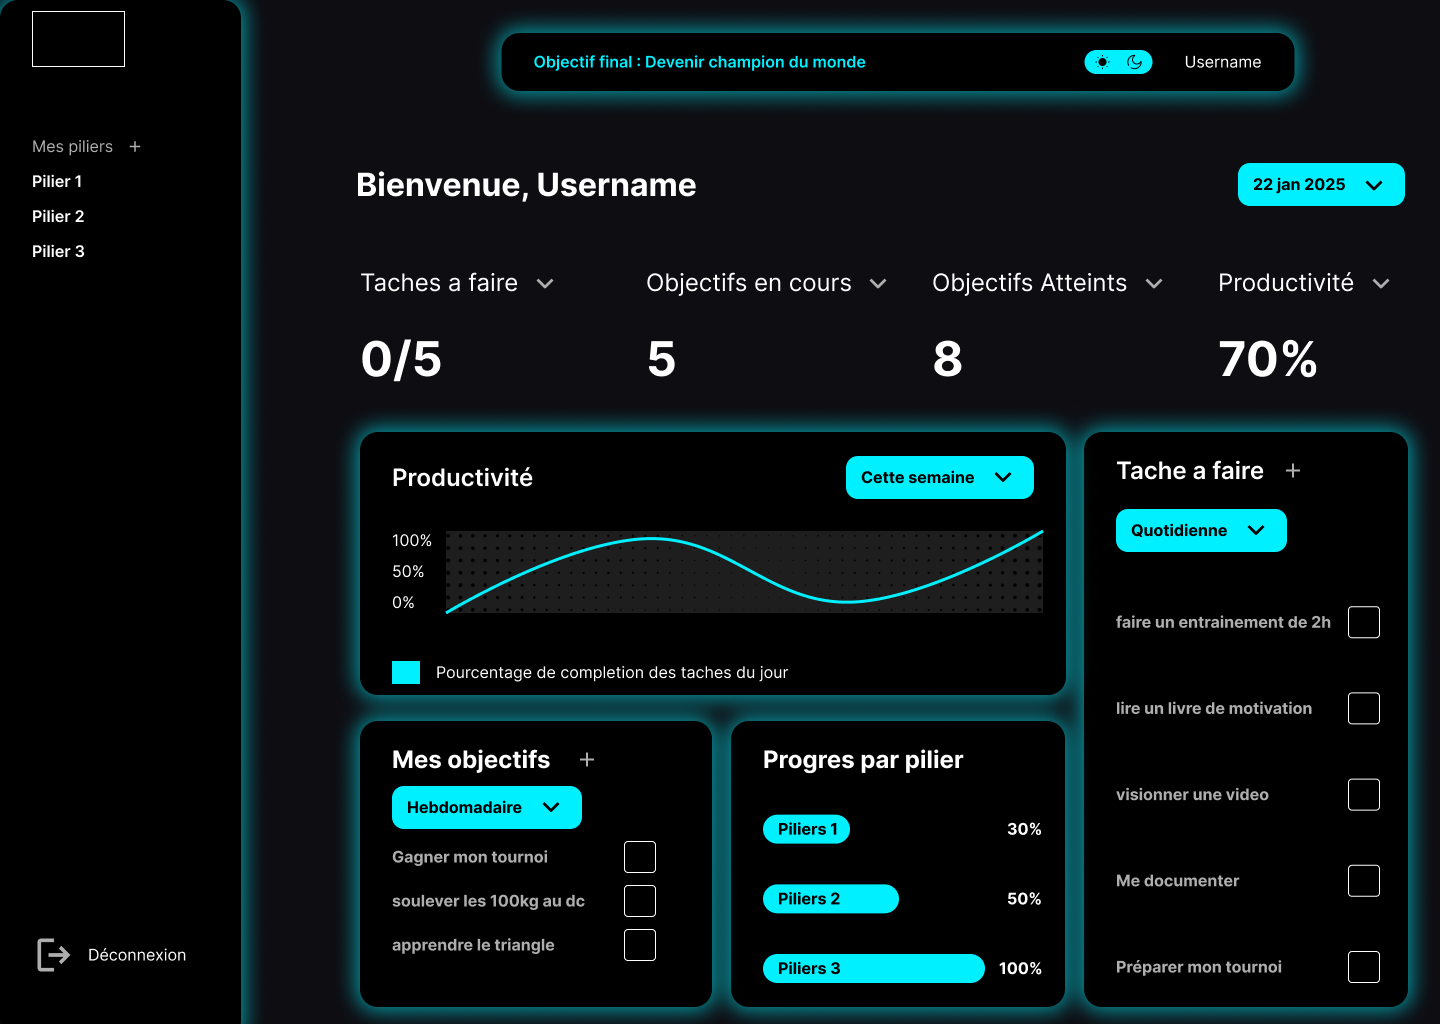 Objectif final : Devenir champion du monde
Username
Mes piliers +
Pilier 1
Pilier 2
Pilier 3
Déconnexion
Bienvenue, Username
22 jan 2025
Taches a faire
0/5
Objectifs en cours
5
Objectifs Atteints
8
Productivité
70%
Productivité
Cette semaine
100%
50%
0%
Pourcentage de completion des taches du jour
Tache a faire +
Quotidienne
faire un entrainement de 2h
lire un livre de motivation
visionner une video
Me documenter
Préparer mon tournoi
Mes objectifs +
Hebdomadaire
Gagner mon tournoi
soulever les 100kg au dc
apprendre le triangle
Progres par pilier
Piliers 1 30%
Piliers 2 50%
Piliers 3 100%